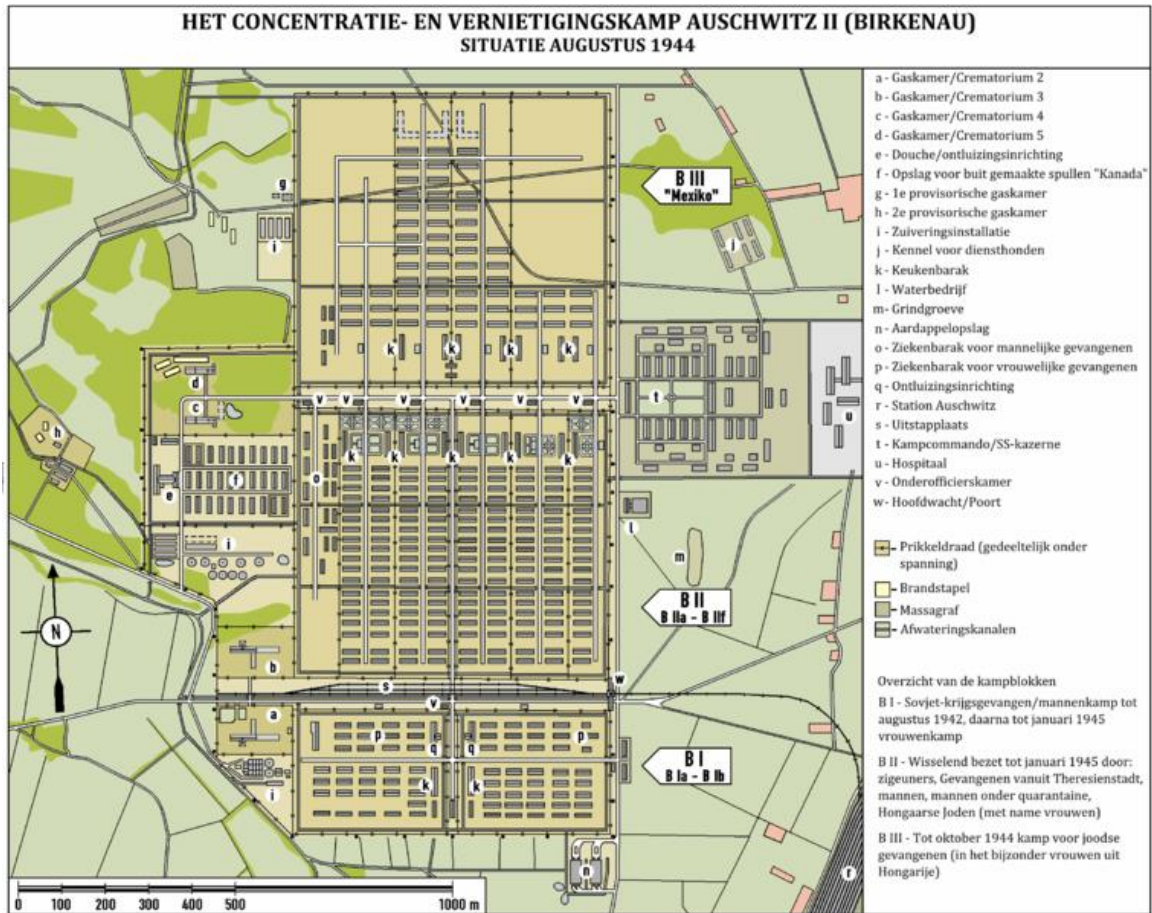 HET CONCENTRATIE- EN VERNIETIGINGSKAMP AUSCHWITZ II (BIRKENAU)
SITUATIE AUGUSTUS 1944
a - Gaskamer/Crematorium 2
b - Gaskamer/Crematorium 3
c - Gaskamer/Crematorium 4
d - Gaskamer/Crematorium 5
e - Douche/ontluizingsinrichting
f - Opslag voor buit gemaakte spullen "Kanada"
g - 1e provisorische gaskamer
h - 2e provisorische gaskamer
i - Zuiveringsinstallatie
j - Kennel voor diensthonden
k - Keukenbarak
l - Waterbedrijf
m- Grindgroeve
n - Aardappelopslag
o - Ziekenbarak voor mannelijke gevangenen
p - Ziekenbarak voor vrouwelijke gevangenen
q - Ontluizingsinrichting
r - Station Auschwitz
s - Uitstapplaats
t - Kampcommando/SS-kazerne
u - Hospitaal
v - Onderofficierskamer
w- Hoofdwacht/Poort
- Prikkeldraad (gedeeltelijk onder
spanning)
- Brandstapel
- Massagraf
- Afwateringskanalen
Overzicht van de kampblokken
B I - Sovjet-krijgsgevangen/mannenkamp tot
augustus 1942, daarna tot januari 1945
vrouwenkamp
B II - Wisselend bezet tot januari 1945 door:
zigeuners, Gevangenen vanuit Theresienstadt,
mannen, mannen onder quarantaine,
Hongaarse Joden (met name vrouwen)
B III - Tot oktober 1944 kamp voor joodse
gevangenen (in het bijzonder vrouwen uit
Hongarije)
B III
"Mexiko"
g
i
j
k k k k
d
v v v v v
c
t
u
h
k k k k k
f
o
e
l
i
m
B II
B IIa - B IIf
N
b
s
w
a
v
p
q
q
p
B I
B Ia - B Ib
k
k
i
n
r
0 100 200 300 400 500 1000 m